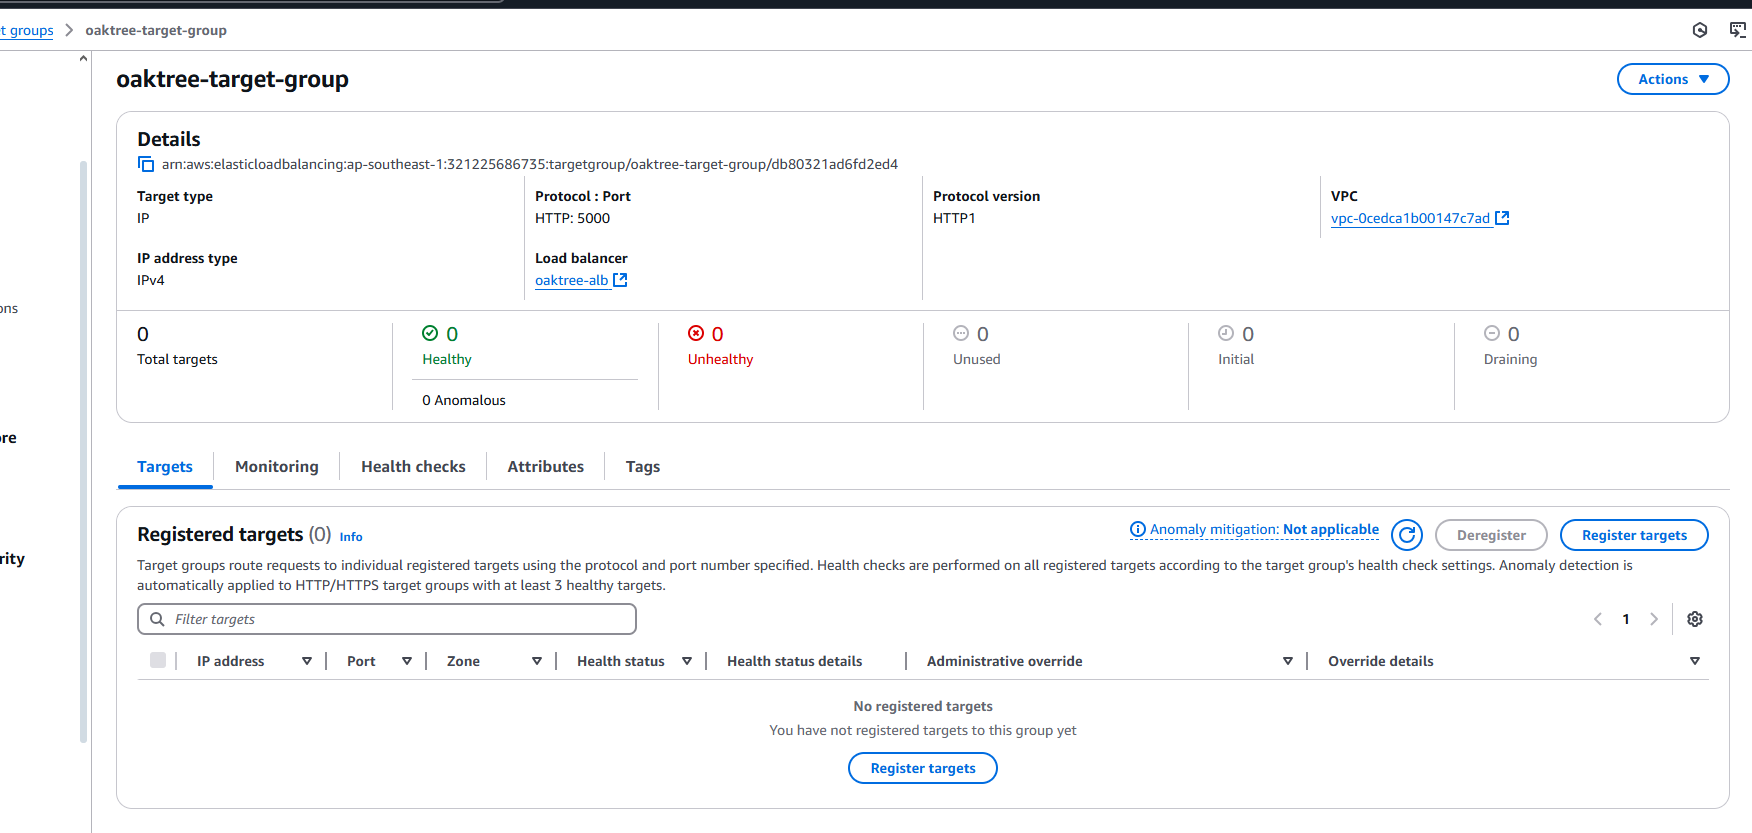 t groups > oaktree-target-group
oaktree-target-group
Actions
Details
arn:aws:elasticloadbalancing:ap-southeast-1:321225686735:targetgroup/oaktree-target-group/db80321ad6fd2ed4
Target type
IP
Protocol : Port
HTTP: 5000
Protocol version
HTTP1
VPC
vpc-0cedca1b00147c7ad
IP address type
IPv4
Load balancer
oaktree-alb
ons
0
Total targets
0
Healthy
0 Anomalous
0
Unhealthy
0
Unused
0
Initial
0
Draining
ore
Targets
Monitoring
Health checks
Attributes
Tags
rity
Registered targets (0) Info
Anomaly mitigation: Not applicable
Deregister
Register targets
Target groups route requests to individual registered targets using the protocol and port number specified. Health checks are performed on all registered targets according to the target group's health check settings. Anomaly detection is
automatically applied to HTTP/HTTPS target groups with at least 3 healthy targets.
Filter targets
1
IP address
Port
Zone
Health status
Health status details
Administrative override
Override details
No registered targets
You have not registered targets to this group yet
Register targets